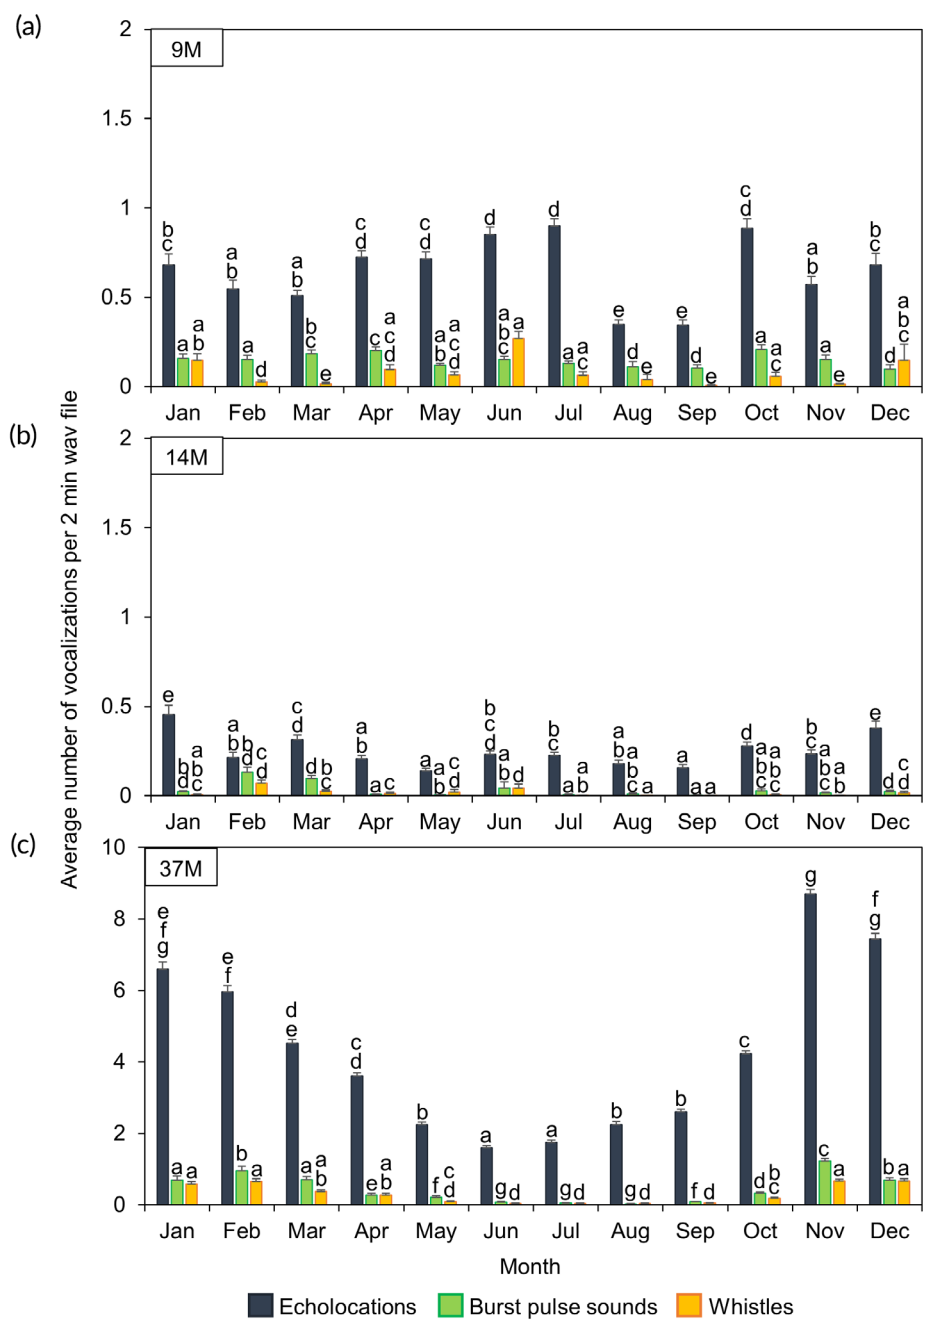 (a)
9M
2
1.5
1
0.5
0
b c a a b
a b a d
a b b c e
c d c a c d
c d a b a c d
d a b c a
d a a c
e d e
e d e
c d a a c
a b a e
b c d a b c
Jan Feb Mar Apr May Jun Jul Aug Sep Oct Nov Dec
(b)
14M
2
1.5
1
0.5
0
e b d a b c
a b b d c d
c d d b c
a b a c
a a b c d
b c d a b d
b c a a b
a b a b c a
a a a
d a b c a b
b c a b c a b
e d c d
Jan Feb Mar Apr May Jun Jul Aug Sep Oct Nov Dec
Average number of vocalizations per 2 min wav file
(c)
37M
10
8
6
4
2
0
e f g a a
e f b a
d e a a b
c d e a b
b f c d
a g d
a g d
b g d
b f d
c d b c
g c a
f g b a
Jan Feb Mar Apr May Jun Jul Aug Sep Oct Nov Dec
Month
Echolocations Burst pulse sounds Whistles